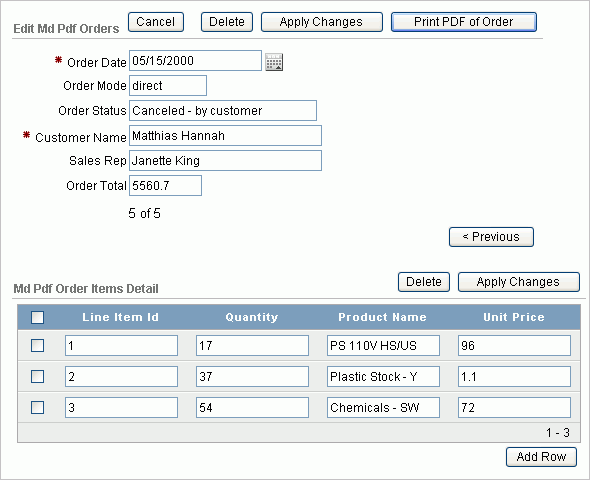 Edit Md Pdf Orders Cancel Delete Apply Changes Print PDF of Order
* Order Date 05/15/2000
Order Mode direct
Order Status Canceled - by customer
* Customer Name Matthias Hannah
Sales Rep Janette King
Order Total 5560.7
5 of 5
< Previous
Md Pdf Order Items Detail Delete Apply Changes
Line Item Id Quantity Product Name Unit Price
1 17 PS 110V HS/US 96
2 37 Plastic Stock - Y 1.1
3 54 Chemicals - SW 72
1 - 3
Add Row